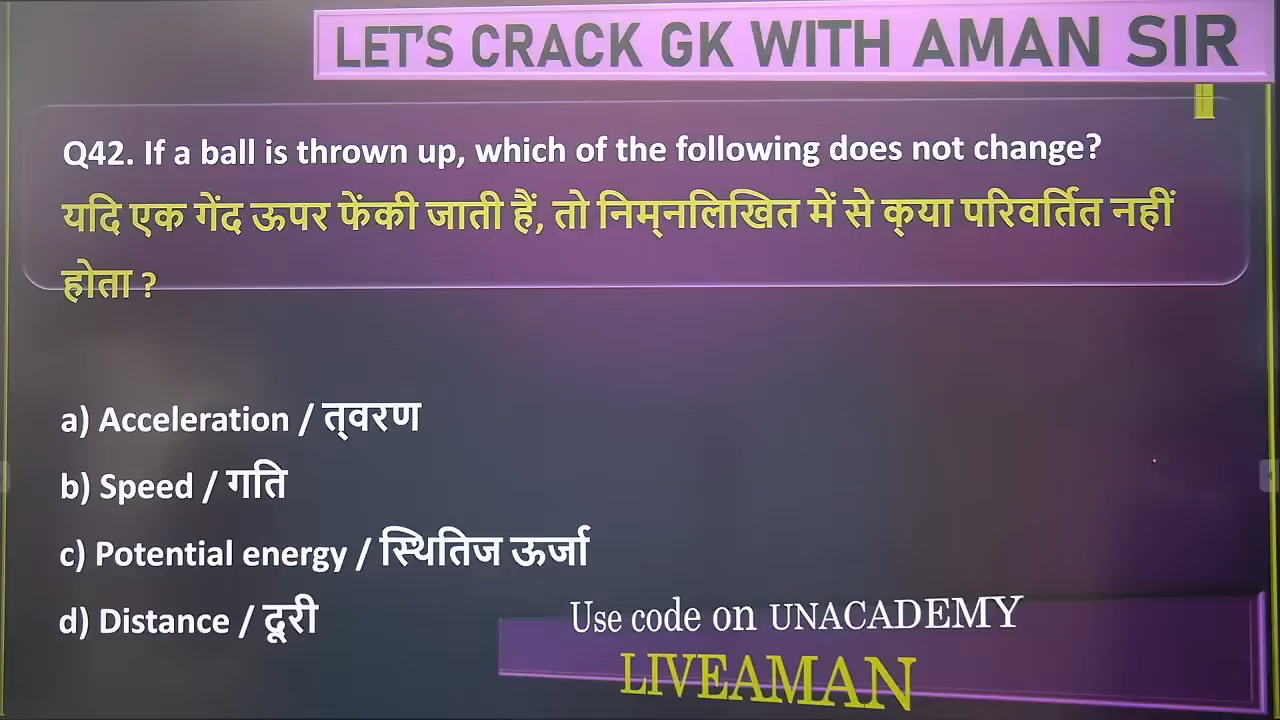 LET'S CRACK GK WITH AMAN SIR
Q42. If a ball is thrown up, which of the following does not change?
यदि एक गेंद ऊपर फेंकी जाती हैं, तो निम्नलिखित में से क्या परिवर्तित नहीं
होता ?
a) Acceleration / त्वरण
b) Speed / गति
c) Potential energy / स्थितिज ऊर्जा
d) Distance / दूरी
Use code on UNACADEMY
LIVEAMAN